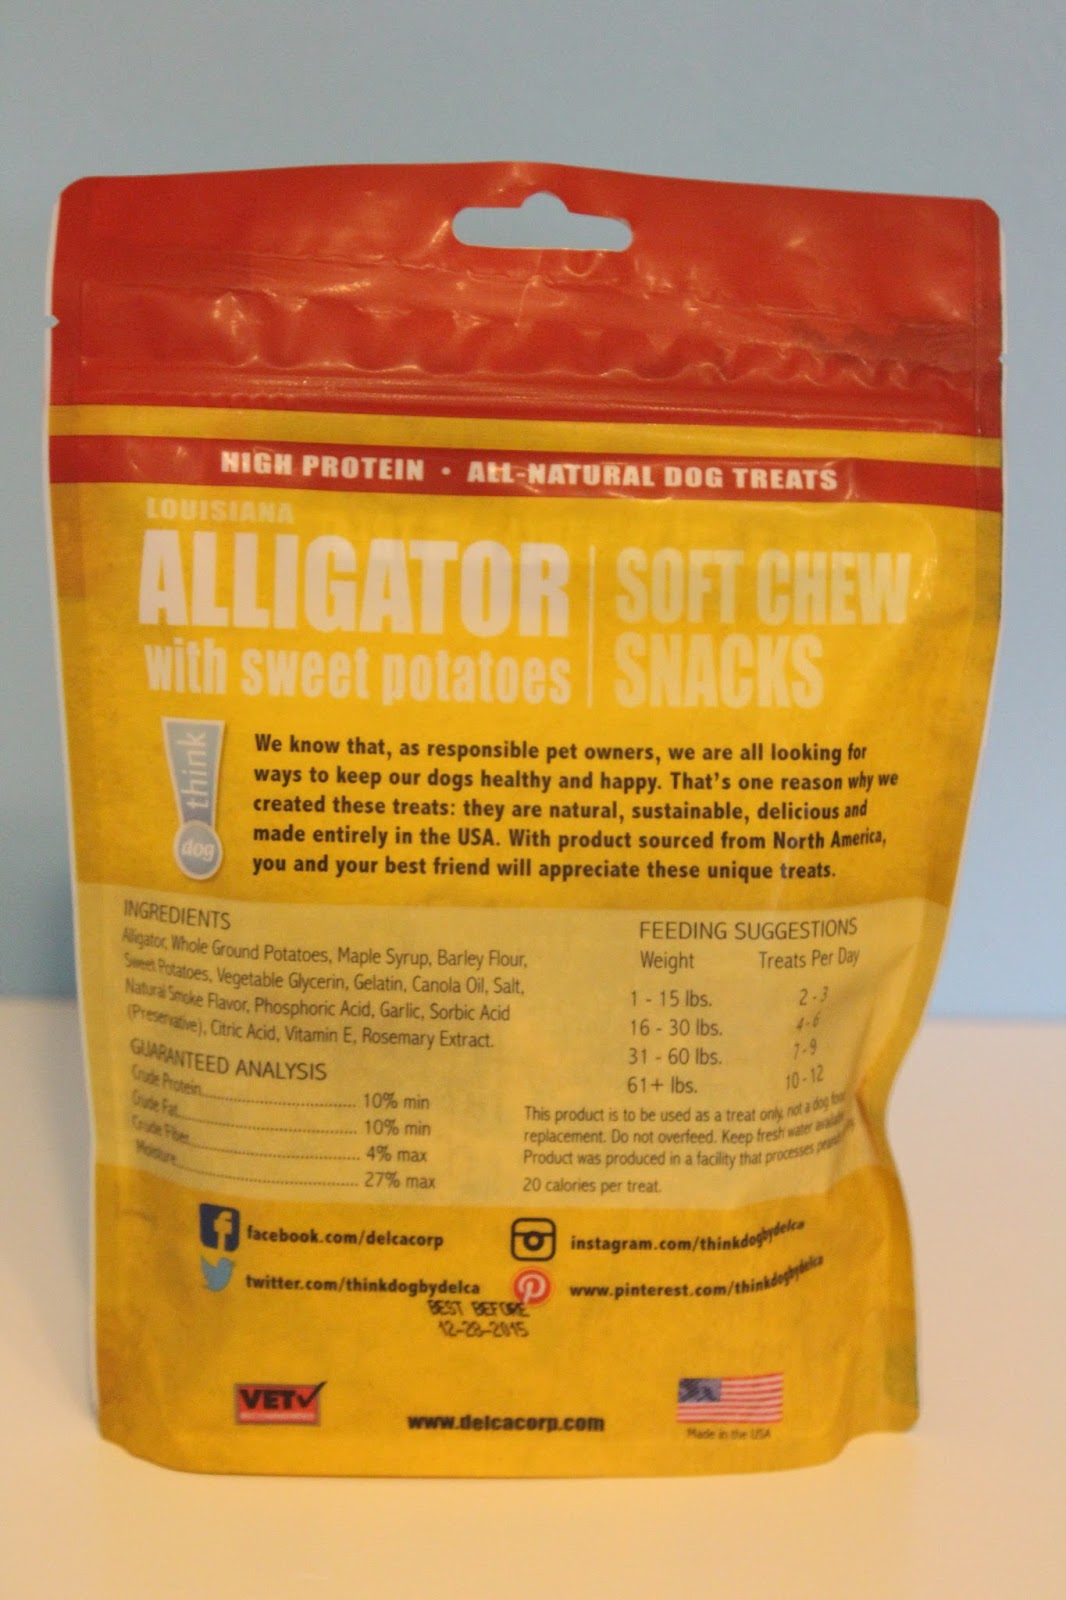 HIGH PROTEIN • ALL-NATURAL DOG TREATS
LOUISIANA
ALLIGATOR
with sweet potatoes
SOFT CHEW
SNACKS
think
dog
We know that, as responsible pet owners, we are all looking for
ways to keep our dogs healthy and happy. That's one reason why we
created these treats: they are natural, sustainable, delicious and
made entirely in the USA. With product sourced from North America,
you and your best friend will appreciate these unique treats.
INGREDIENTS
Alligator, Whole Ground Potatoes, Maple Syrup, Barley Flour,
Sweet Potatoes, Vegetable Glycerin, Gelatin, Canola Oil, Salt,
Natural Smoke Flavor, Phosphoric Acid, Garlic, Sorbic Acid
(Preservative), Citric Acid, Vitamin E, Rosemary Extract.
GUARANTEED ANALYSIS
Crude Protein.......................................... 10% min
Crude Fat................................................ 10% min
Crude Fiber............................................. 4% max
Moisture................................................. 27% max
FEEDING SUGGESTIONS
Weight Treats Per Day
1 - 15 lbs. 2 - 3
16 - 30 lbs. 4-6
31 - 60 lbs. 7-9
61+ lbs. 10-12
This product is to be used as a treat only, not a dog food
replacement. Do not overfeed. Keep fresh water
Product was produced in a facility that processes
20 calories per treat.
facebook.com/delcacorp
instagram.com/thinkdogbydelca
twitter.com/thinkdogbydelca
www.pinterest.com/thinkdogbydelca
BEST BEFORE
12-28-2015
VET
www.delcacorp.com
Made in the USA